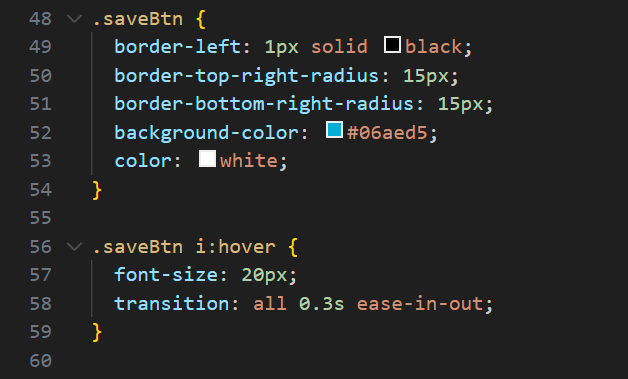 48 .saveBtn {
49 border-left: 1px solid black;
50 border-top-right-radius: 15px;
51 border-bottom-right-radius: 15px;
52 background-color: #06aed5;
53 color: white;
54 }
55
56 .saveBtn i:hover {
57 font-size: 20px;
58 transition: all 0.3s ease-in-out;
59 }
60